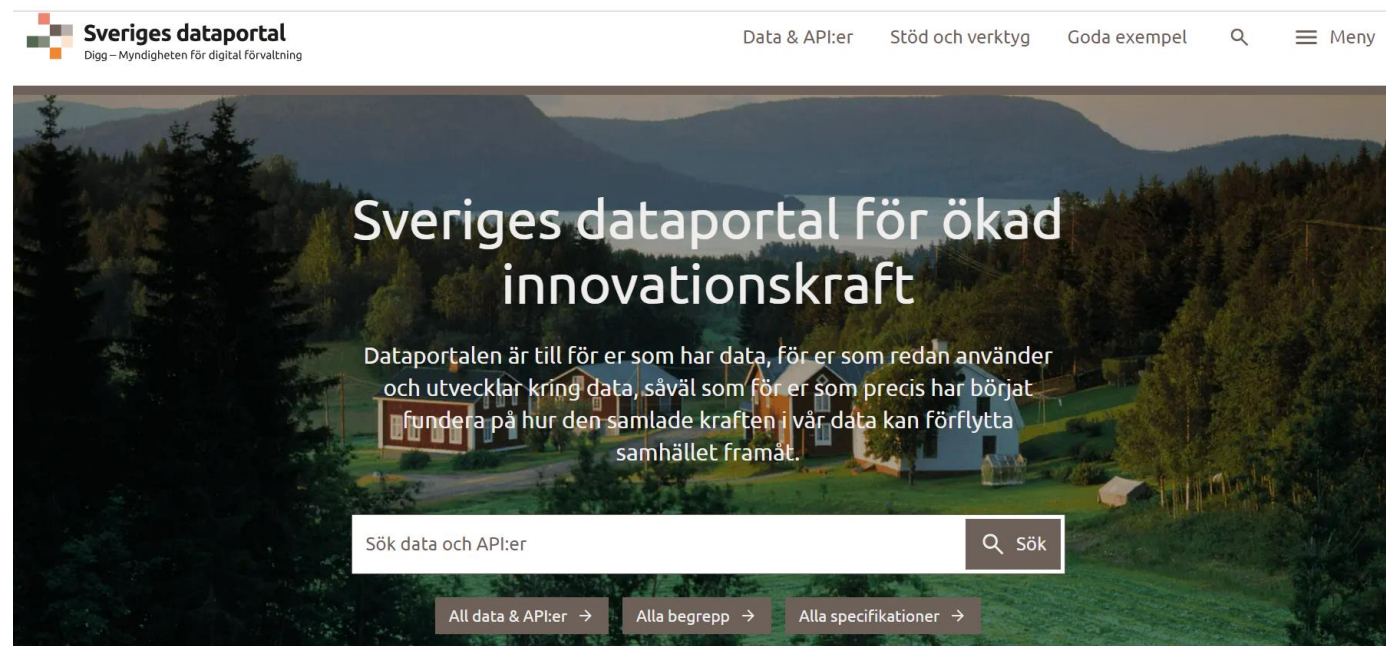 Sveriges dataportal
Digg – Myndigheten för digital förvaltning
Data & API:er
Stöd och verktyg
Goda exempel
Meny
Sveriges dataportal för ökad
innovationskraft
Dataportalen är till för er som har data, för er som redan använder
och utvecklar kring data, såväl som för er som precis har börjat
fundera på hur den samlade kraften i vår data kan förflytta
samhället framåt.
Sök data och API:er
Sök
All data & API:er →
Alla begrepp →
Alla specifikationer →